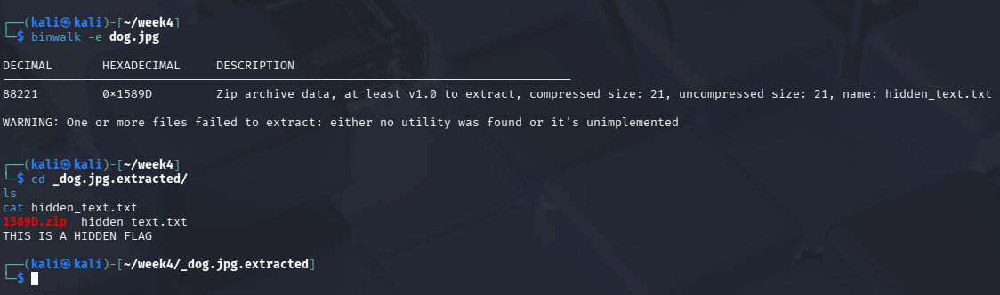 ┌──(kali㉿kali)-[~/week4]
└─$ binwalk -e dog.jpg
DECIMAL       HEXADECIMAL     DESCRIPTION
--------------------------------------------------------------------------------
88221         0×1589D         Zip archive data, at least v1.0 to extract, compressed size: 21, uncompressed size: 21, name: hidden_text.txt
WARNING: One or more files failed to extract: either no utility was found or it's unimplemented
┌──(kali㉿kali)-[~/week4]
└─$ cd _dog.jpg.extracted/
ls
cat hidden_text.txt
1589D.zip  hidden_text.txt
THIS IS A HIDDEN FLAG
┌──(kali㉿kali)-[~/week4/_dog.jpg.extracted]
└─$